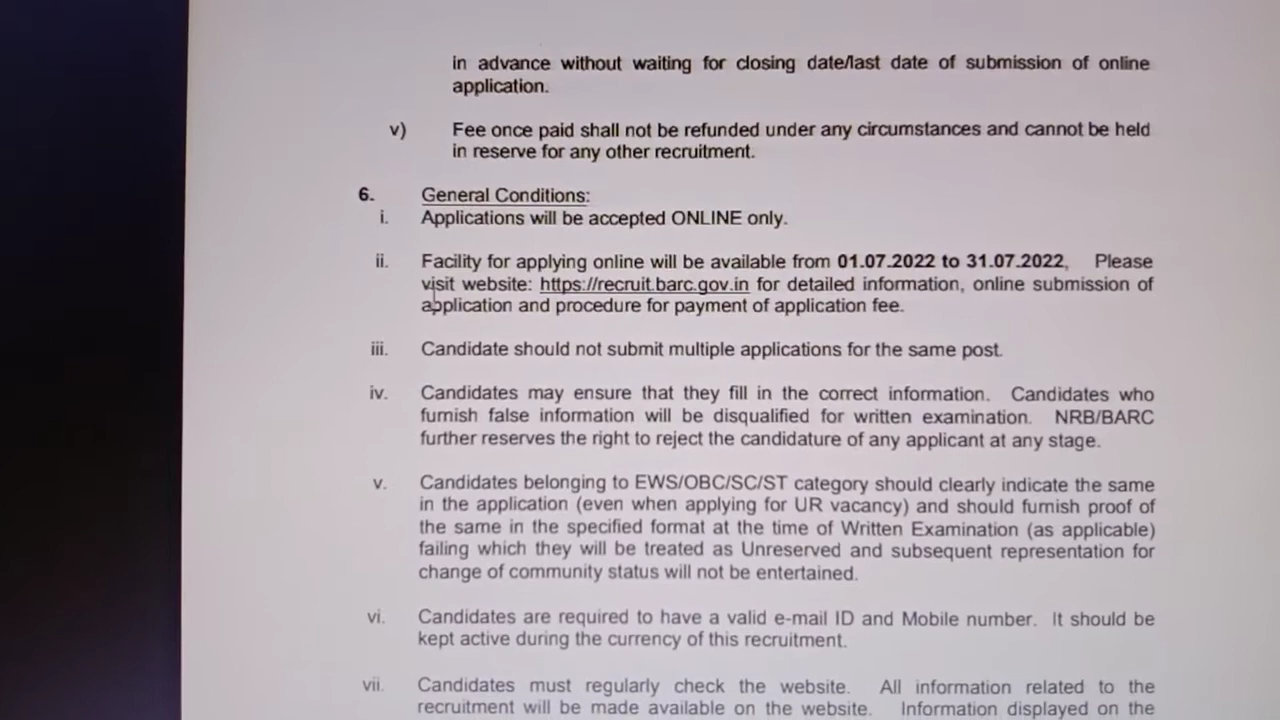 in advance without waiting for closing date/last date of submission of online
application.
v) Fee once paid shall not be refunded under any circumstances and cannot be held
in reserve for any other recruitment.
6. General Conditions:
i. Applications will be accepted ONLINE only.
ii. Facility for applying online will be available from 01.07.2022 to 31.07.2022, Please
visit website: https://recruit.barc.gov.in for detailed information, online submission of
application and procedure for payment of application fee.
iii. Candidate should not submit multiple applications for the same post.
iv. Candidates may ensure that they fill in the correct information. Candidates who
furnish false information will be disqualified for written examination. NRB/BARC
further reserves the right to reject the candidature of any applicant at any stage.
v. Candidates belonging to EWS/OBC/SC/ST category should clearly indicate the same
in the application (even when applying for UR vacancy) and should furnish proof of
the same in the specified format at the time of Written Examination (as applicable)
failing which they will be treated as Unreserved and subsequent representation for
change of community status will not be entertained.
vi. Candidates are required to have a valid e-mail ID and Mobile number. It should be
kept active during the currency of this recruitment.
vii. Candidates must regularly check the website. All information related to the
recruitment will be made available on the website. Information displayed on the